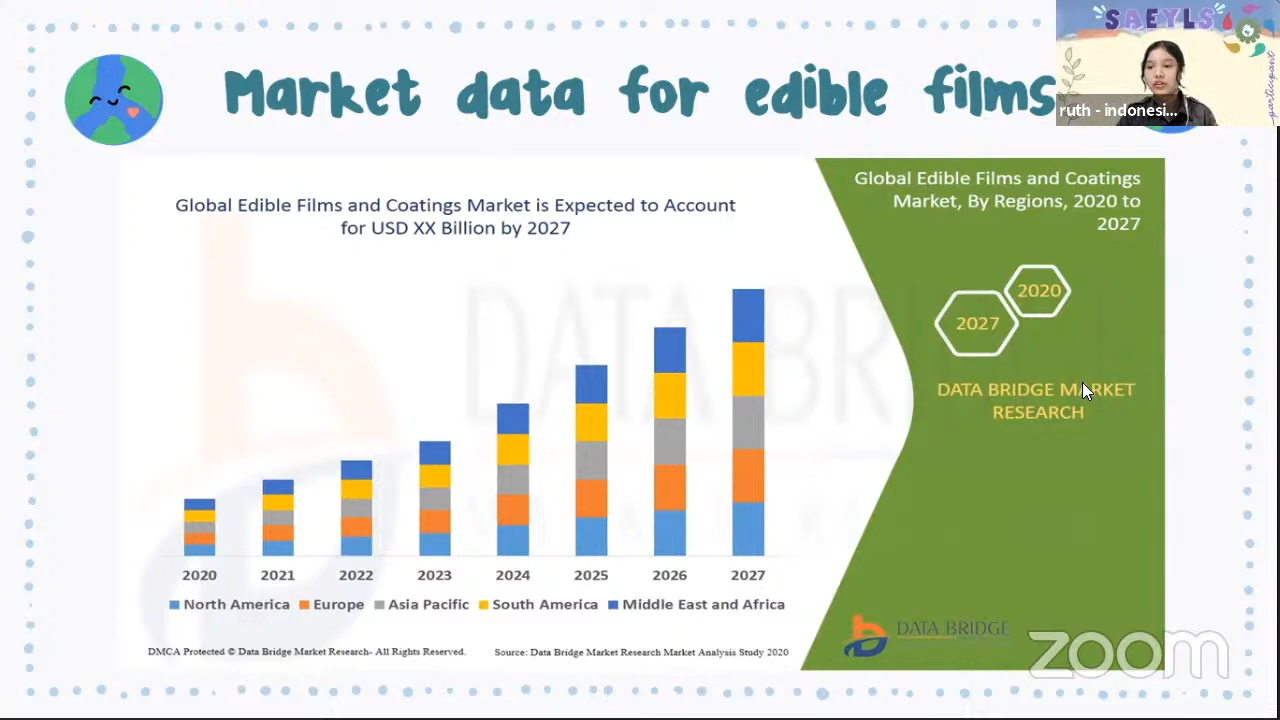 Market data for edible films
SAEYLS
participant
ruth - indonesi...
Global Edible Films and Coatings Market is Expected to Account
for USD XX Billion by 2027
Global Edible Films and Coatings
Market, By Regions, 2020 to
2027
2020
2027
DATA BRIDGE MARKET
RESEARCH
DATA BRIDGE
2020 2021 2022 2023 2024 2025 2026 2027
North America Europe Asia Pacific South America Middle East and Africa
DMCA Protected © Data Bridge Market Research- All Rights Reserved.
Source: Data Bridge Market Research Market Analysis Study 2020
DATA BRIDGE
zoom